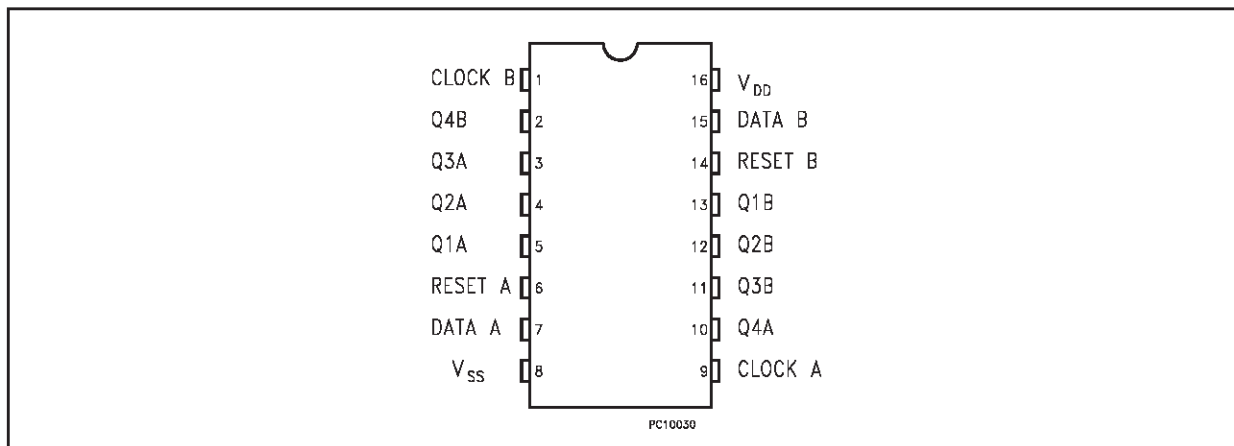 CLOCK B 1 16 VDD
Q4B 2 15 DATA B
Q3A 3 14 RESET B
Q2A 4 13 Q1B
Q1A 5 12 Q2B
RESET A 6 11 Q3B
DATA A 7 10 Q4A
VSS 8 9 CLOCK A
PC10030